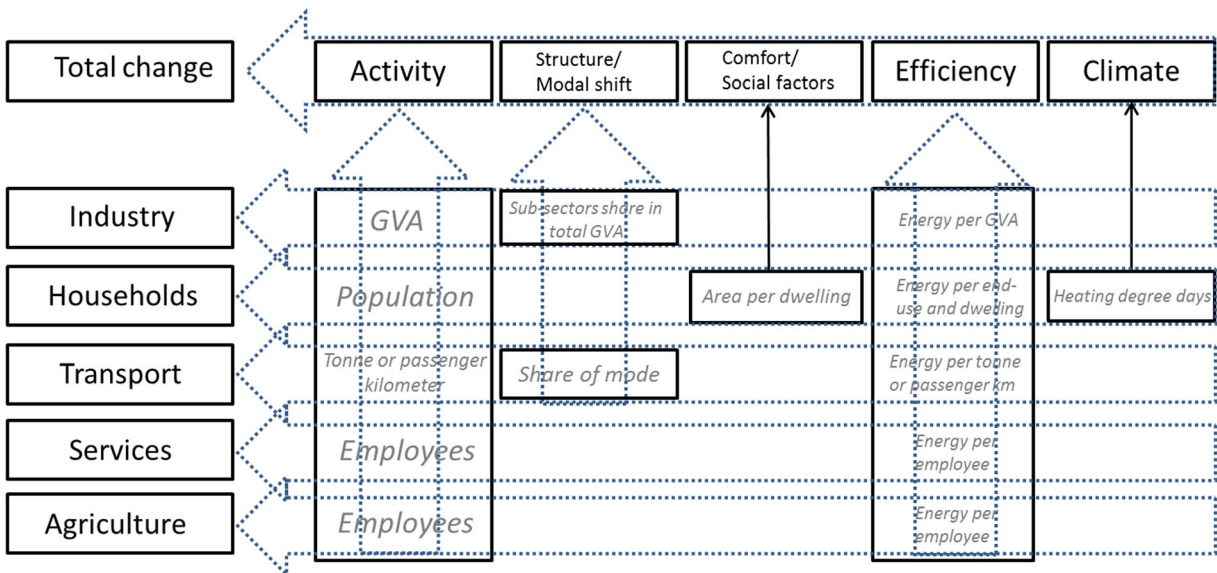 Total change
Activity
Structure/
Modal shift
Comfort/
Social factors
Efficiency
Climate
Industry
GVA
Sub-sectors share in
total GVA
Energy per GVA
Households
Population
Area per dwelling
Energy per end-
use and dwelling
Heating degree days
Transport
Tonne or passenger
kilometer
Share of mode
Energy per tonne
or passenger km
Services
Employees
Energy per
employee
Agriculture
Employees
Energy per
employee